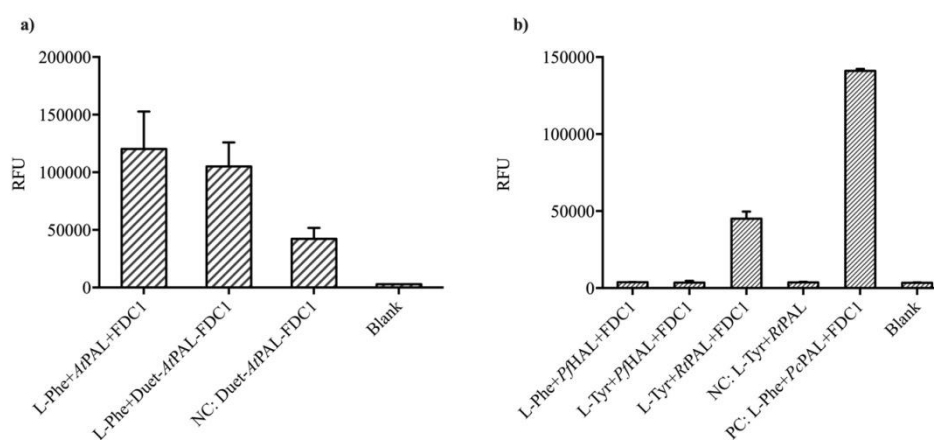 a)
200000
150000
100000
50000
0
RFU
L-Phe+AtPAL+FDC1
L-Phe+Duet-AtPAL-FDC1
NC: Duet-AtPAL-FDC1
Blank
b)
150000
100000
50000
0
RFU
L-Phe+PfHAL+FDC1
L-Tyr+PfHAL+FDC1
L-Tyr+RtPAL+FDC1
NC: L-Tyr+RtPAL
PC: L-Phe+PcPAL+FDC1
Blank